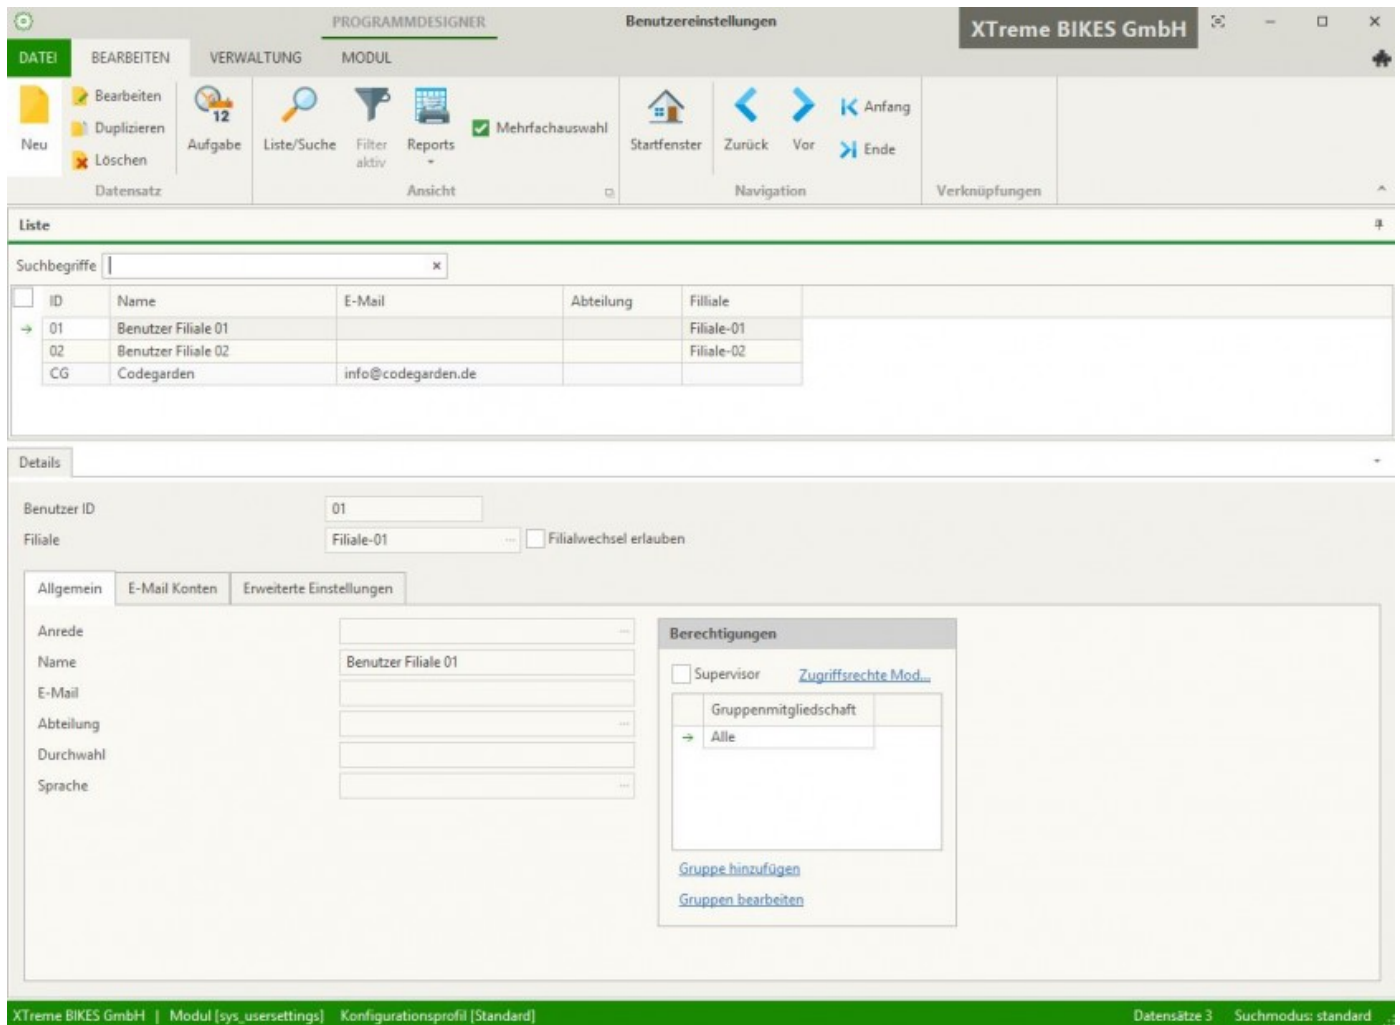 PROGRAMMDESIGNER Benutzereinstellungen XTreme BIKES GmbH
DATEI BEARBEITEN VERWALTUNG MODUL
Neu
Bearbeiten
Duplizieren
Löschen
12
Aufgabe
Liste/Suche
Filter
aktiv
Reports
Mehrfachauswahl
Startfenster
Zurück
Vor
Anfang
Ende
Datensatz Ansicht Navigation Verknüpfungen
Liste
Suchbegriffe
ID Name E-Mail Abteilung Filliale
01 Benutzer Filiale 01 Filiale-01
02 Benutzer Filiale 02 Filiale-02
CG Codegarden info@codegarden.de
Details
Benutzer ID 01
Filiale Filiale-01 ... Filialwechsel erlauben
Allgemein E-Mail Konten Erweiterte Einstellungen
Anrede ...
Name Benutzer Filiale 01
E-Mail
Abteilung ...
Durchwahl
Sprache ...
Berechtigungen
Supervisor Zugriffsrechte Mod...
Gruppenmitgliedschaft
Alle
Gruppe hinzufügen
Gruppen bearbeiten
XTreme BIKES GmbH | Modul [sys_usersettings] Konfigurationsprofil [Standard] Datensätze 3 Suchmodus: standard